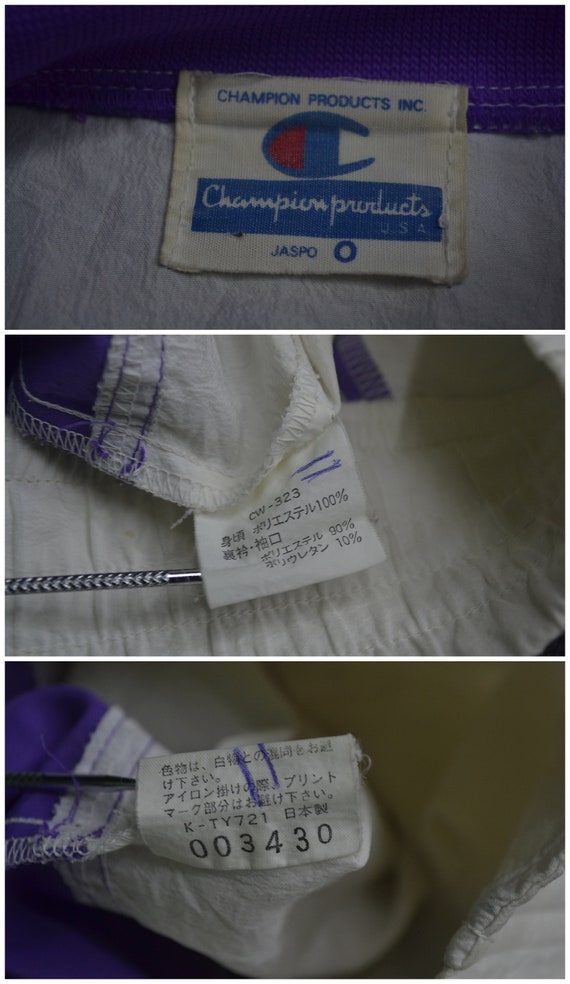 CHAMPION PRODUCTS INC.
Champion products
U.S.A
JASPO O
CW-323
身頃 ポリエステル100%
裏衿・袖口
ポリエステル 90%
ポリウレタン 10%
色物は、白物との混同をお避
け下さい。
アイロン掛けの際、プリント
マーク部分はお避け下さい。
K-TY721 日本製
003430